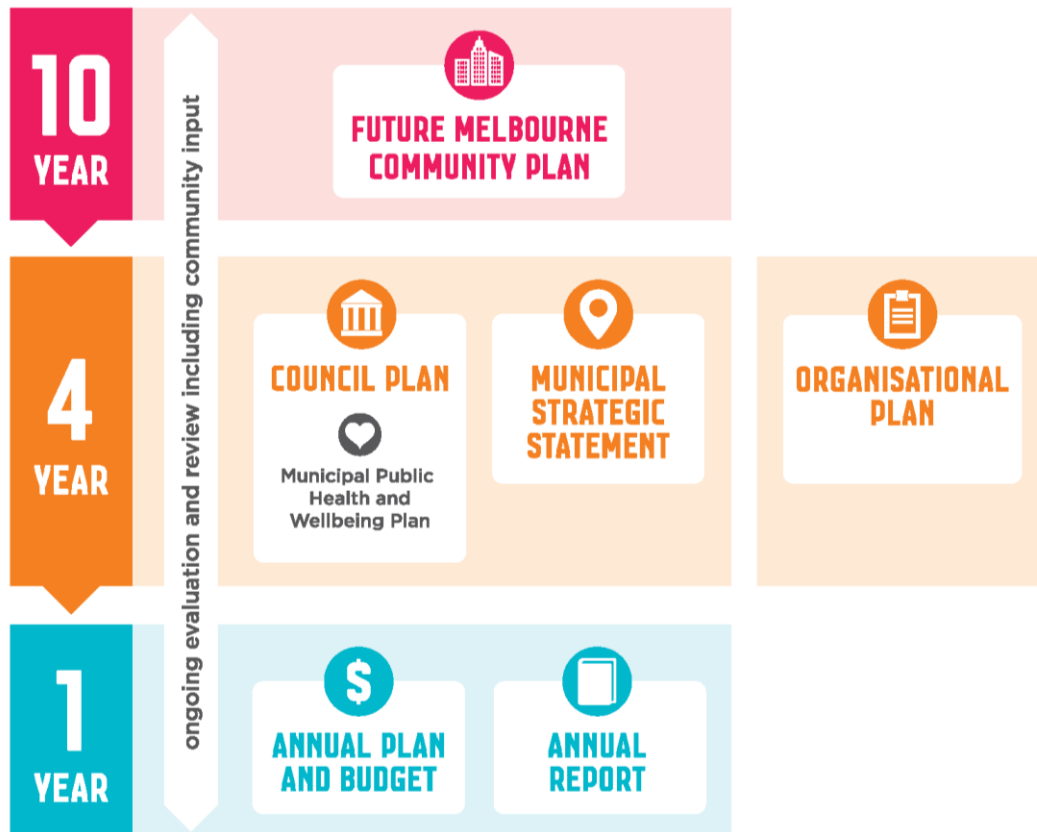 10
YEAR
FUTURE MELBOURNE
COMMUNITY PLAN
ongoing evaluation and review including community input
4
YEAR
COUNCIL PLAN
Municipal Public
Health and
Wellbeing Plan
MUNICIPAL
STRATEGIC
STATEMENT
ORGANISATIONAL
PLAN
1
YEAR
$
ANNUAL PLAN
AND BUDGET
ANNUAL
REPORT